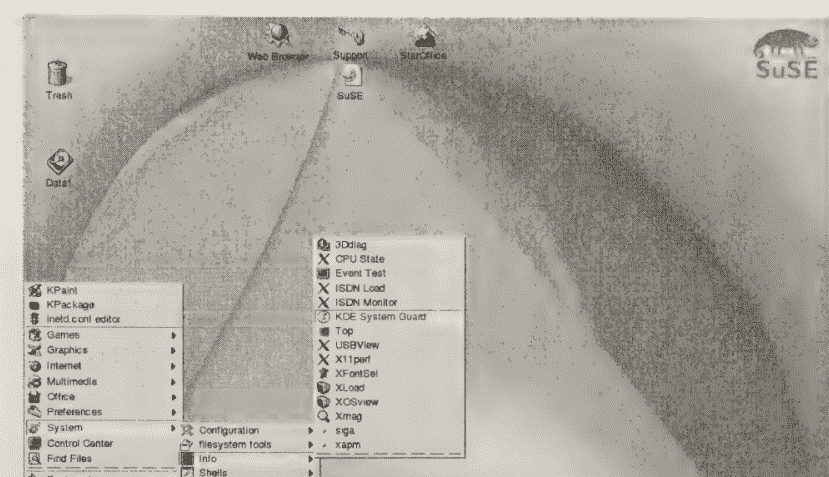 Web Browser
Support
StarOffice
SuSE
Trash
SuSE
Data1
3Ddiag
CPU State
Event Test
ISDN Load
ISDN Monitor
KDE System Guard
Top
USBView
X11perf
XFontSel
XLoad
XOSview
Xmag
siga
xapm
KPaint
KPackage
inetd.conf editor
Games
Graphics
Internet
Multimedia
Office
Preferences
System
Control Center
Find Files
Configuration
filesystem tools
Info
Shells